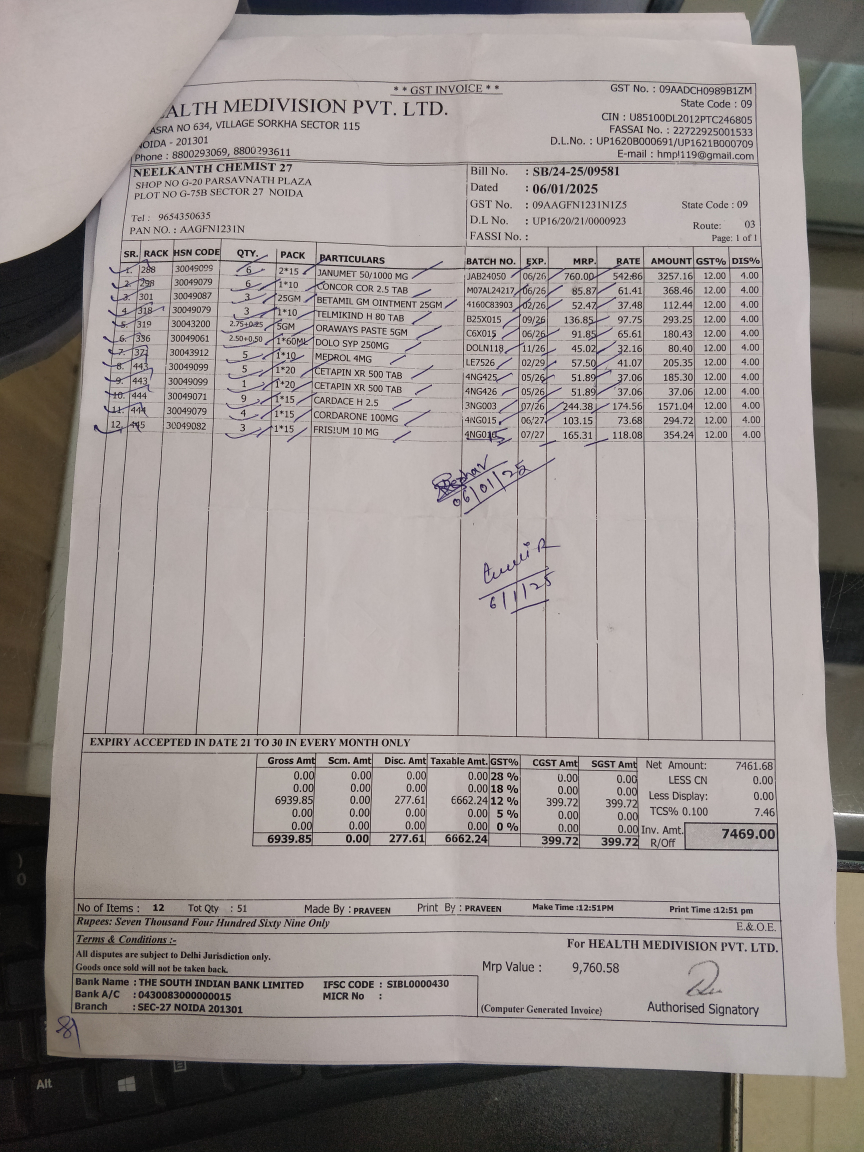 * * GST INVOICE * *
EALTH MEDIVISION PVT. LTD.
ASRA NO 634, VILLAGE SORKHA SECTOR 115
NOIDA - 201301
Phone : 8800293069, 8800293611
GST No. : 09AADCH0989B1ZM
State Code : 09
CIN : U85100DL2012PTC246805
FASSAI No. : 22722925001533
D.L.No. : UP1620B000691/UP1621B000709
E-mail : hmpl119@gmail.com
NEELKANTH CHEMIST 27
SHOP NO G-20 PARSAVNATH PLAZA
PLOT NO G-75B SECTOR 27 NOIDA
Tel : 9654350635
PAN NO. : AAGFN1231N
Bill No. : SB/24-25/09581
Dated : 06/01/2025
GST No. : 09AAGFN1231N1Z5 State Code : 09
D.L No. : UP16/20/21/0000923
Route: 03
FASSI No. : Page: 1 of 1
SR. RACK HSN CODE QTY. PACK PARTICULARS BATCH NO. EXP. MRP. RATE AMOUNT GST% DIS%
1. 288 30049099 6 2*15 JANUMET 50/1000 MG JAB24050 06/26 760.00 542.86 3257.16 12.00 4.00
2. 298 30049079 6 1*10 CONCOR COR 2.5 TAB M07AL24217 06/26 85.87 61.41 368.46 12.00 4.00
3. 301 30049087 3 25GM BETAMIL GM OINTMENT 25GM 4160C83903 02/26 52.47 37.48 112.44 12.00 4.00
4. 318 30049079 3 1*10 TELMIKIND H 80 TAB B25X015 09/26 136.85 97.75 293.25 12.00 4.00
5. 319 30043200 2.75+0.25 5GM ORAWAYS PASTE 5GM C6X015 06/26 91.85 65.61 180.43 12.00 4.00
6. 336 30049061 2.50+0.50 1*60ML DOLO SYP 250MG DOLN118 11/26 45.02 32.16 80.40 12.00 4.00
7. 371 30043912 5 1*10 MEDROL 4MG LE7526 02/29 57.50 41.07 205.35 12.00 4.00
8. 443 30049099 5 1*20 CETAPIN XR 500 TAB 4NG425 05/26 51.89 37.06 185.30 12.00 4.00
9. 443 30049099 1 1*20 CETAPIN XR 500 TAB 4NG426 05/26 51.89 37.06 37.06 12.00 4.00
10. 444 30049071 9 1*15 CARDACE H 2.5 3NG003 07/26 244.38 174.56 1571.04 12.00 4.00
11. 444 30049079 4 1*15 CORDARONE 100MG 4NG015 06/27 103.15 73.68 294.72 12.00 4.00
12. 445 30049082 3 1*15 FRISIUM 10 MG 07/27 165.31 118.08 354.24 12.00 4.00
06/01/25
6/1/25
EXPIRY ACCEPTED IN DATE 21 TO 30 IN EVERY MONTH ONLY
Gross Amt Scm. Amt Disc. Amt Taxable Amt. GST% CGST Amt SGST Amt
0.00 0.00 0.00 0.00 28 % 0.00 0.00
0.00 0.00 0.00 0.00 18 % 0.00 0.00
6939.85 0.00 277.61 6662.24 12 % 399.72 399.72
0.00 0.00 0.00 0.00 5 % 0.00 0.00
0.00 0.00 0.00 0.00 0 % 0.00 0.00
6939.85 0.00 277.61 6662.24 399.72 399.72
Net Amount: 7461.68
LESS CN 0.00
Less Display: 0.00
TCS% 0.100 7.46
Inv. Amt. 7469.00
R/Off
No of Items : 12 Tot Qty : 51 Made By : PRAVEEN Print By : PRAVEEN Make Time :12:51PM Print Time :12:51 pm
Rupees: Seven Thousand Four Hundred Sixty Nine Only
E.& O.E.
Terms & Conditions :-
All disputes are subject to Delhi Jurisdiction only.
Goods once sold will not be taken back.
Bank Name : THE SOUTH INDIAN BANK LIMITED IFSC CODE : SIBL0000430
Bank A/C : 0430083000000015 MICR No :
Branch : SEC-27 NOIDA 201301
For HEALTH MEDIVISION PVT. LTD.
Mrp Value : 9,760.58
(Computer Generated Invoice)
Authorised Signatory
Alt